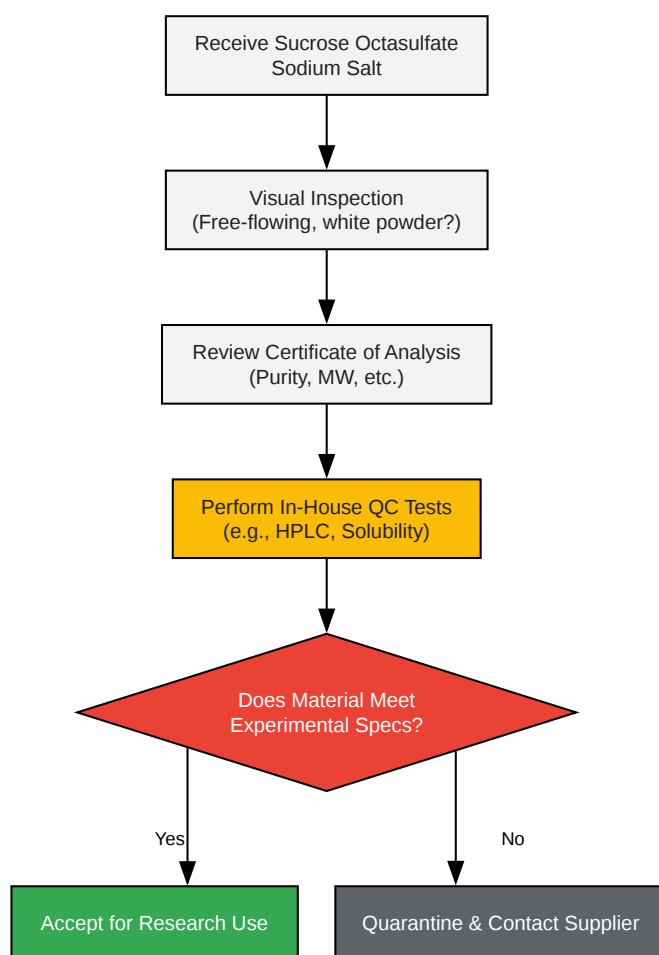 Receive Sucrose Octasulfate
Sodium Salt
Visual Inspection
(Free-flowing, white powder?)
Review Certificate of Analysis
(Purity, MW, etc.)
Perform In-House QC Tests
(e.g., HPLC, Solubility)
Does Material Meet
Experimental Specs?
Yes
No
Accept for Research Use
Quarantine & Contact Supplier